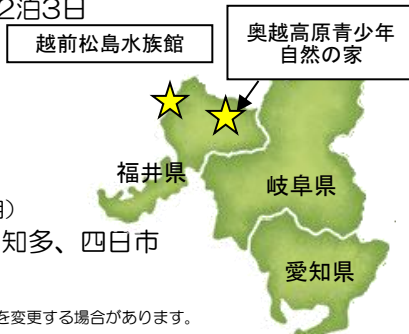 2泊3日
越前松島水族館
奥越高原青少年
自然の家
福井県
岐阜県
)
知多、四日市
愛知県
を変更する場合があります。